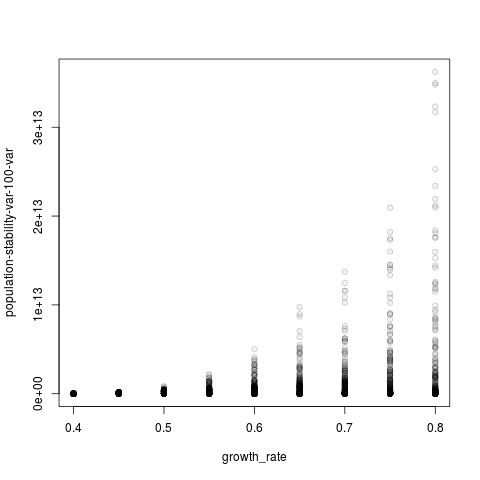 population-stability-var-100-var
3e+13
2e+13
1e+13
0e+00
0.4 0.5 0.6 0.7 0.8
growth_rate